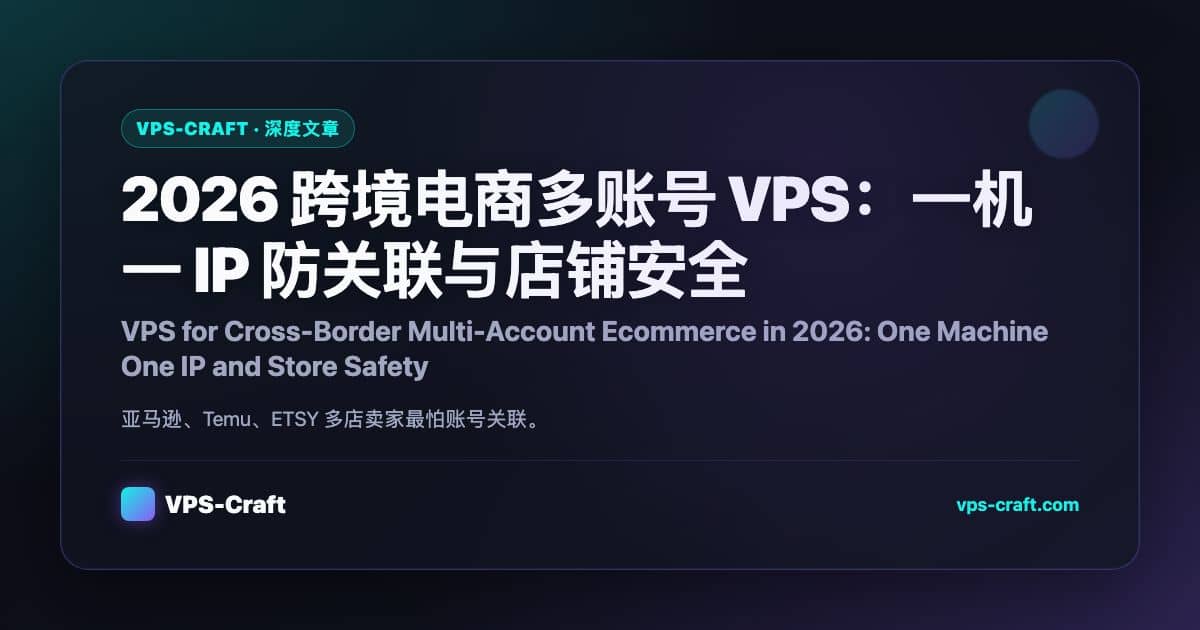 VPS-CRAFT · 深度文章
2026 跨境电商多账号 VPS：一机
一 IP 防关联与店铺安全
VPS for Cross-Border Multi-Account Ecommerce in 2026: One Machine
One IP and Store Safety
亚马逊、Temu、ETSY 多店卖家最怕账号关联。
VPS-Craft
vps-craft.com